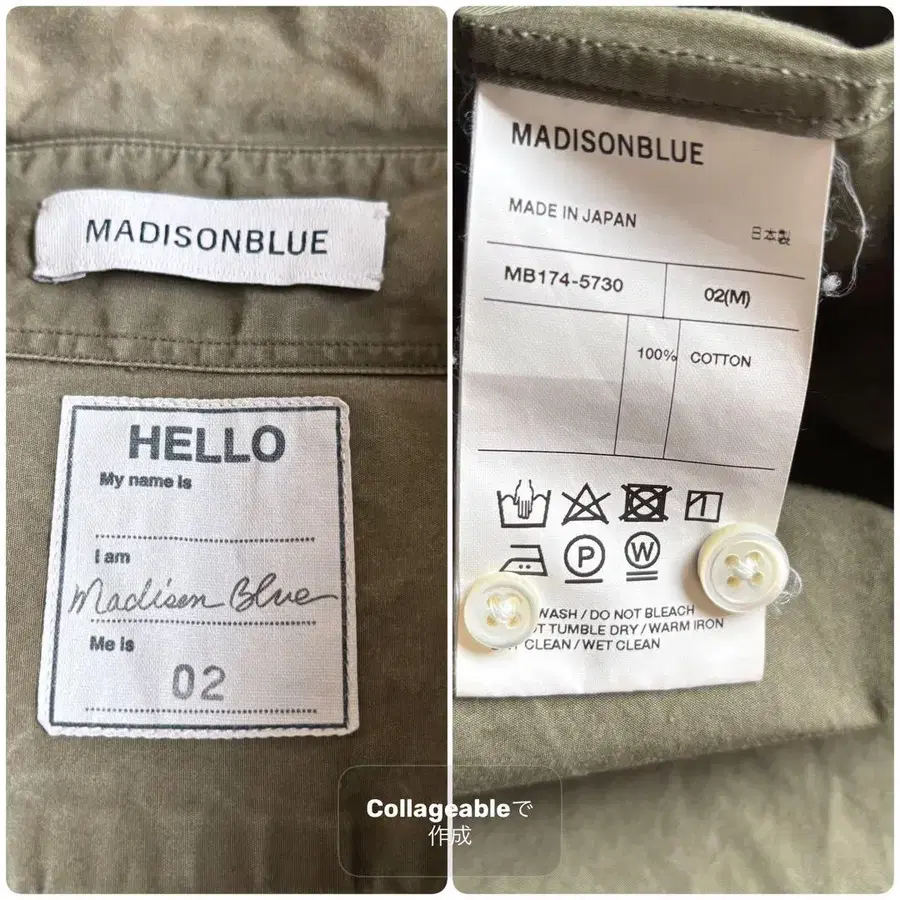 MADISONBLUE
HELLO
My name is
I am
Madison Blue
Me is
02
MADISONBLUE
MADE IN JAPAN
日本製
MB174-5730
02(M)
100% COTTON
P
W
WASH / DO NOT BLEACH
TUMBLE DRY / WARM IRON
CLEAN / WET CLEAN
Collageableで
作成